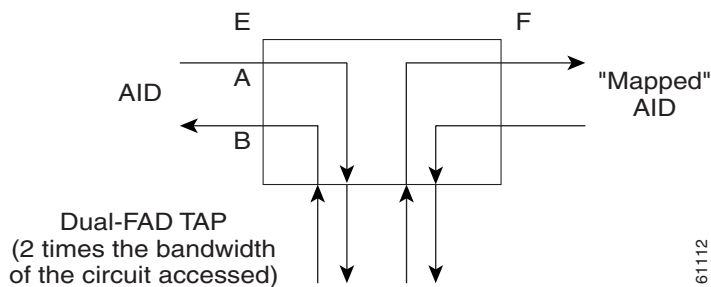 E
F
A
AID
"Mapped"
AID
B
Dual-FAD TAP
(2 times the bandwidth
of the circuit accessed)
61112